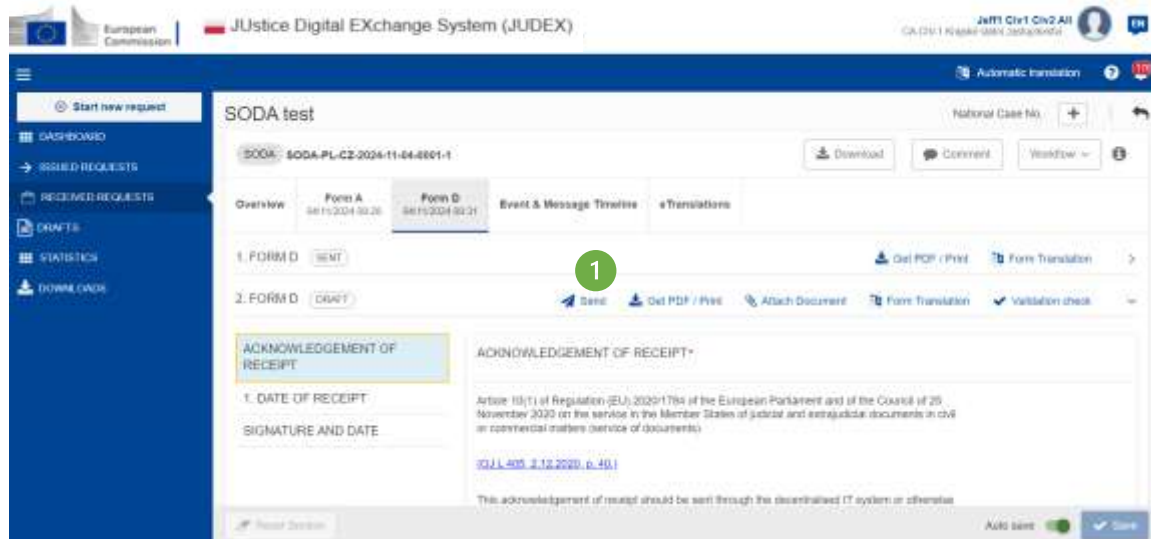 European
Commission
JUstice Digital EXchange System (JUDEX)
Jeff1 Civ1 Civ2 All
EN
Automatic translation
Start new request
SODA test
National Case No.
DASHBOARD
ISSUED REQUESTS
RECEIVED REQUESTS
DRAFTS
STATISTICS
DOWNLOADS
SODA SODA-PL-CZ-2024-11-04-0001-1
Download
Comment
Workflow
Overview
Form A
Form D
Event & Message Timeline
eTranslations
1. FORM D SENT
Get PDF / Print
Form Translation
1
2. FORM D DRAFT
Send
Get PDF / Print
Attach Document
Form Translation
Validation check
ACKNOWLEDGEMENT OF
RECEIPT
1. DATE OF RECEIPT
SIGNATURE AND DATE
ACKNOWLEDGEMENT OF RECEIPT*
Article 10(1) of Regulation (EU) 2020/1784 of the European Parliament and of the Council of 25
November 2020 on the service in the Member States of judicial and extrajudicial documents in civil
or commercial matters (service of documents)
(OJ L 405, 2.12.2020, p. 40.)
This acknowledgement of receipt should be sent through the decentralised IT system or otherwise
Reset Section
Auto save
Save